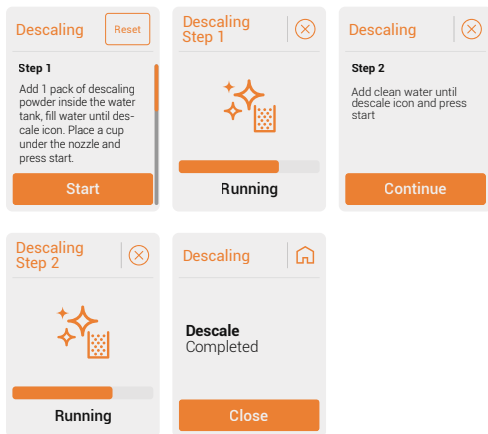 Descaling
Reset
Step 1
Add 1 pack of descaling
powder inside the water
tank, fill water until des-
cale icon. Place a cup
under the nozzle and
press start.
Start
Descaling
Step 1
Running
Descaling
Step 2
Add clean water until
descale icon and press
start
Continue
Descaling
Step 2
Running
Descaling
Descale
Completed
Close